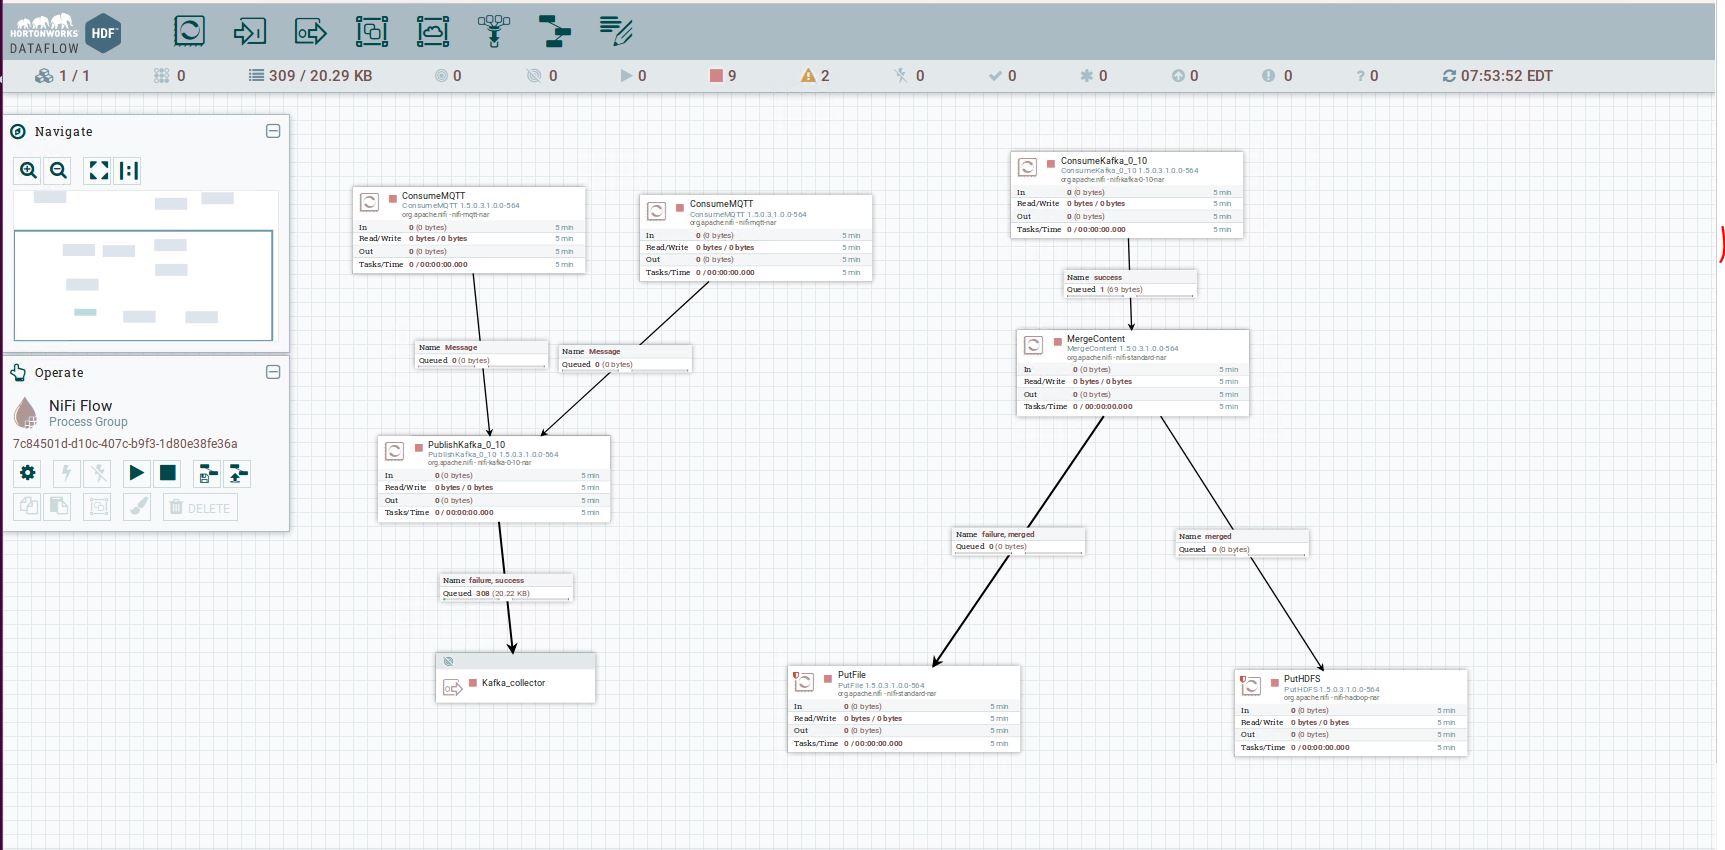 HORTONWORKS
DATAFLOW
HDF
1 / 1
0
309 / 20.29 KB
0
0
0
9
2
0
0
0
0
0
? 0
07:53:52 EDT
Navigate
Operate
NiFi Flow
Process Group
7c84501d-d10c-407c-b9f3-1d80e38fe36a
DELETE
ConsumeMQTT
ConsumeMQTT 1.5.0.3.1.0.0-564
org.apache.nifi - nifi-mqtt-nar
In 0 (0 bytes) 5 min
Read/Write 0 bytes / 0 bytes 5 min
Out 0 (0 bytes) 5 min
Tasks/Time 0 / 00:00:00.000 5 min
ConsumeMQTT
ConsumeMQTT 1.5.0.3.1.0.0-564
org.apache.nifi - nifi-mqtt-nar
In 0 (0 bytes) 5 min
Read/Write 0 bytes / 0 bytes 5 min
Out 0 (0 bytes) 5 min
Tasks/Time 0 / 00:00:00.000 5 min
Name Message
Queued 0 (0 bytes)
Name Message
Queued 0 (0 bytes)
PublishKafka_0_10
PublishKafka_0_10 1.5.0.3.1.0.0-564
org.apache.nifi - nifi-kafka-0-10-nar
In 0 (0 bytes) 5 min
Read/Write 0 bytes / 0 bytes 5 min
Out 0 (0 bytes) 5 min
Tasks/Time 0 / 00:00:00.000 5 min
Name failure, success
Queued 308 (20.22 KB)
Kafka_collector
ConsumeKafka_0_10
ConsumeKafka_0_10 1.5.0.3.1.0.0-564
org.apache.nifi - nifi-kafka-0-10-nar
In 0 (0 bytes) 5 min
Read/Write 0 bytes / 0 bytes 5 min
Out 0 (0 bytes) 5 min
Tasks/Time 0 / 00:00:00.000 5 min
Name success
Queued 1 (69 bytes)
MergeContent
MergeContent 1.5.0.3.1.0.0-564
org.apache.nifi - nifi-standard-nar
In 0 (0 bytes) 5 min
Read/Write 0 bytes / 0 bytes 5 min
Out 0 (0 bytes) 5 min
Tasks/Time 0 / 00:00:00.000 5 min
Name failure, merged
Queued 0 (0 bytes)
Name merged
Queued 0 (0 bytes)
PutFile
PutFile 1.5.0.3.1.0.0-564
org.apache.nifi - nifi-standard-nar
In 0 (0 bytes) 5 min
Read/Write 0 bytes / 0 bytes 5 min
Out 0 (0 bytes) 5 min
Tasks/Time 0 / 00:00:00.000 5 min
PutHDFS
PutHDFS 1.5.0.3.1.0.0-564
org.apache.nifi - nifi-hadoop-nar
In 0 (0 bytes) 5 min
Read/Write 0 bytes / 0 bytes 5 min
Out 0 (0 bytes) 5 min
Tasks/Time 0 / 00:00:00.000 5 min